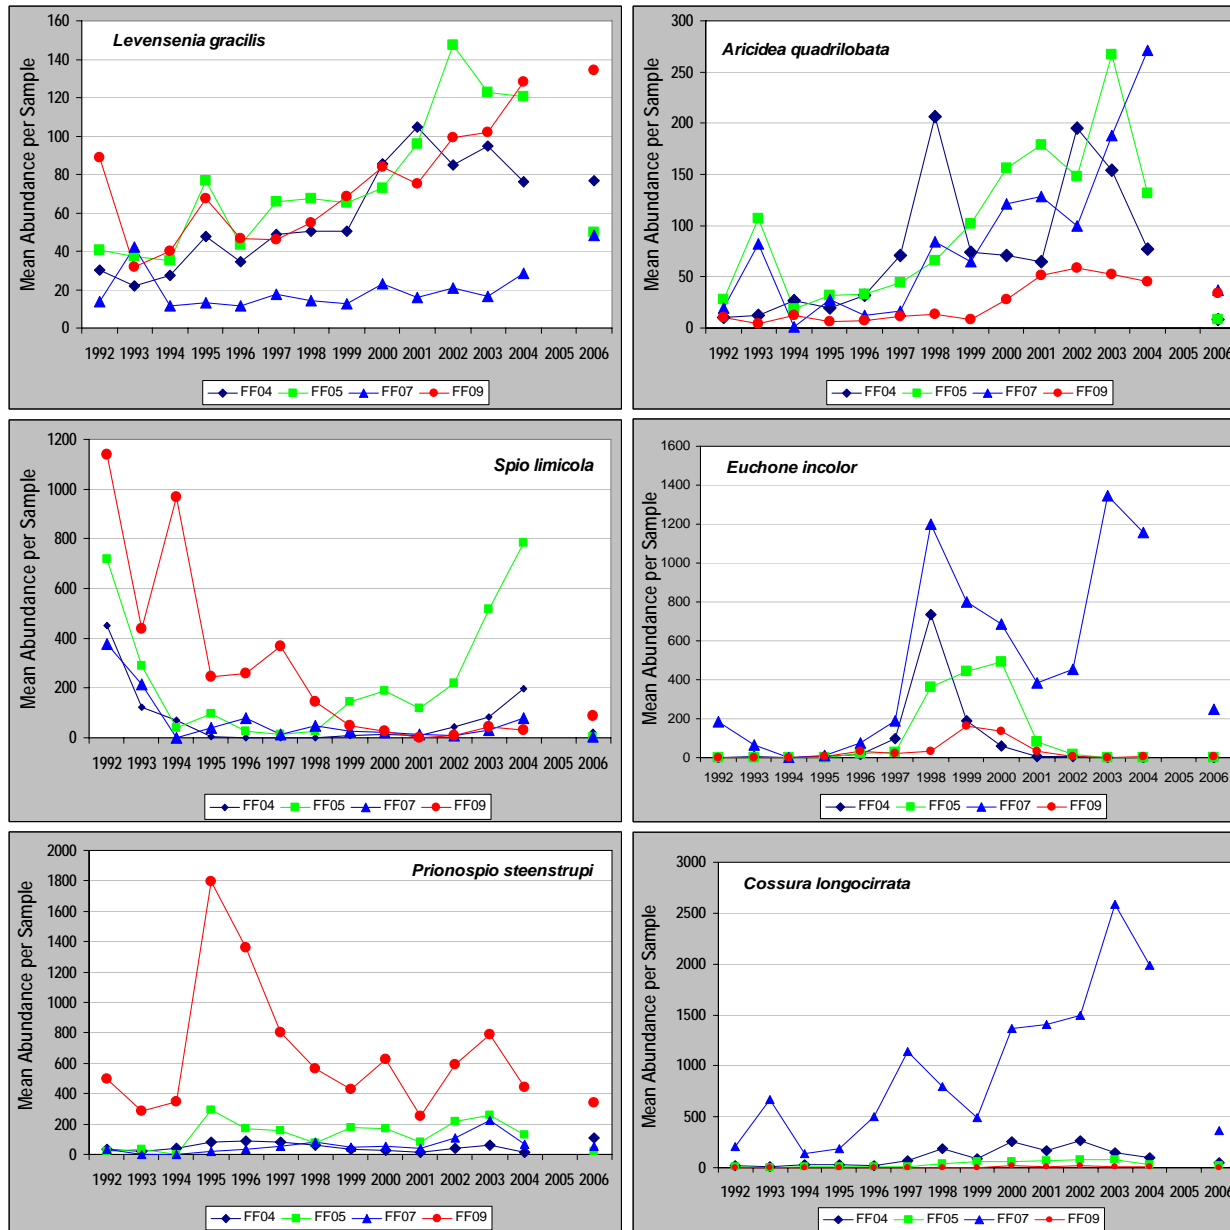 Levensenia gracilis
Mean Abundance per Sample
160
140
120
100
80
60
40
20
0
1992 1993 1994 1995 1996 1997 1998 1999 2000 2001 2002 2003 2004 2005 2006
FF04 FF05 FF07 FF09
Aricidea quadrilobata
Mean Abundance per Sample
300
250
200
150
100
50
0
1992 1993 1994 1995 1996 1997 1998 1999 2000 2001 2002 2003 2004 2005 2006
FF04 FF05 FF07 FF09
Spio limicola
Mean Abundance per Sample
1200
1000
800
600
400
200
0
1992 1993 1994 1995 1996 1997 1998 1999 2000 2001 2002 2003 2004 2005 2006
FF04 FF05 FF07 FF09
Euchone incolor
Mean Abundance per Sample
1600
1400
1200
1000
800
600
400
200
0
1992 1993 1994 1995 1996 1997 1998 1999 2000 2001 2002 2003 2004 2005 2006
FF04 FF05 FF07 FF09
Prionospio steenstrupi
Mean Abundance per Sample
2000
1800
1600
1400
1200
1000
800
600
400
200
0
1992 1993 1994 1995 1996 1997 1998 1999 2000 2001 2002 2003 2004 2005 2006
FF04 FF05 FF07 FF09
Cossura longocirrata
Mean Abundance per Sample
3000
2500
2000
1500
1000
500
0
1992 1993 1994 1995 1996 1997 1998 1999 2000 2001 2002 2003 2004 2005 2006
FF04 FF05 FF07 FF09